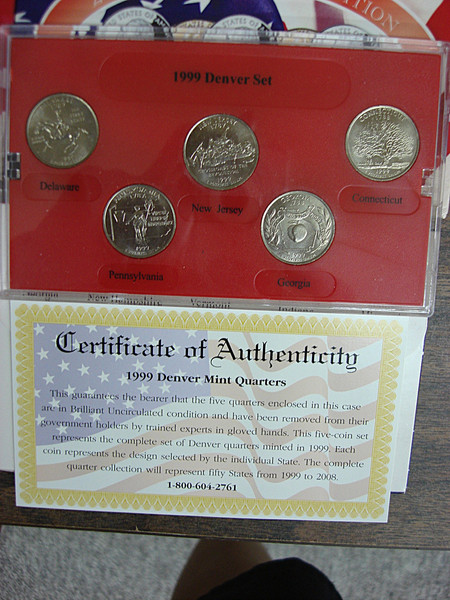 1999 Denver Set
Delaware
New Jersey
Connecticut
Pennsylvania
Georgia
New Hampshire
Vermont
Certificate of Authenticity
1999 Denver Mint Quarters
This guarantees the bearer that the five quarters enclosed in this case
are in Brilliant Uncirculated condition and have been removed from their
government holders by trained experts in gloved hands. This five-coin set
represents the complete set of Denver quarters minted in 1999. Each
coin represents the design selected by the individual State. The complete
quarter collection will represent fifty States from 1999 to 2008.
1-800-604-2761